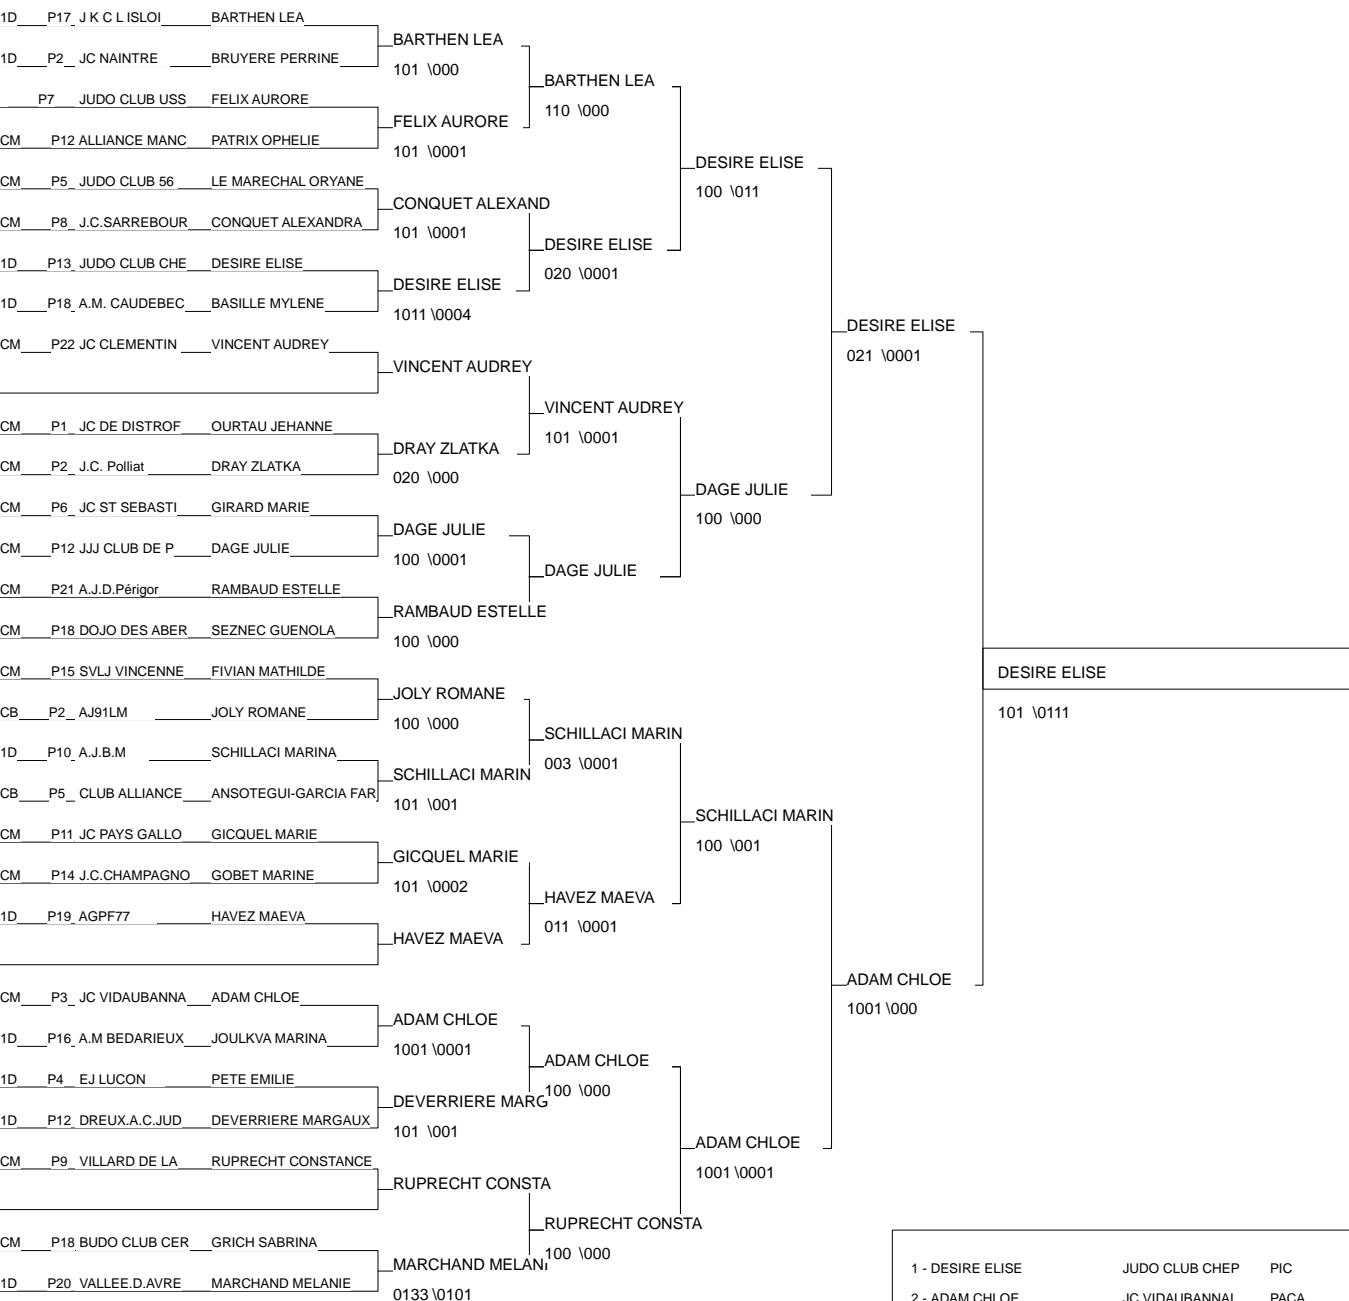 1D P17 J K C L ISLOI BARTHEN LEA
BARTHEN LEA
1D P2 JC NAINTRE BRUYERE PERRINE
101 \000
BARTHEN LEA
P7 JUDO CLUB USS FELIX AURORE
110 \000
FELIX AURORE
CM P12 ALLIANCE MANC PATRIX OPHELIE
101 \0001
DESIRE ELISE
CM P5 JUDO CLUB 56 LE MARECHAL ORYANE
100 \011
CONQUET ALEXAND
CM P8 J.C.SARREBOUR CONQUET ALEXANDRA
101 \0001
DESIRE ELISE
1D P13 JUDO CLUB CHE DESIRE ELISE
020 \0001
DESIRE ELISE
1D P18 A.M. CAUDEBEC BASILLE MYLENE
1011 \0004
DESIRE ELISE
CM P22 JC CLEMENTIN VINCENT AUDREY
021 \0001
VINCENT AUDREY
VINCENT AUDREY
CM P1 JC DE DISTROF OURTAU JEHANNE
101 \0001
DRAY ZLATKA
CM P2 J.C. Polliat DRAY ZLATKA
020 \000
DAGE JULIE
CM P6 JC ST SEBASTI GIRARD MARIE
100 \000
DAGE JULIE
CM P12 JJJ CLUB DE P DAGE JULIE
100 \0001
DAGE JULIE
CM P21 A.J.D.Périgor RAMBAUD ESTELLE
RAMBAUD ESTELLE
CM P18 DOJO DES ABER SEZNEC GUENOLA
100 \000
CM P15 SVLJ VINCENNE FIVIAN MATHILDE
DESIRE ELISE
JOLY ROMANE
CB P2 AJ91LM JOLY ROMANE
101 \0111
100 \000
SCHILLACI MARIN
1D P10 A.J.B.M SCHILLACI MARINA
003 \0001
SCHILLACI MARIN
CB P5 CLUB ALLIANCE ANSOTEGUI-GARCIA FAR
101 \001
SCHILLACI MARIN
CM P11 JC PAYS GALLO GICQUEL MARIE
100 \001
GICQUEL MARIE
CM P14 J.C.CHAMPAGNO GOBET MARINE
101 \0002
HAVEZ MAEVA
1D P19 AGPF77 HAVEZ MAEVA
011 \0001
HAVEZ MAEVA
ADAM CHLOE
CM P3 JC VIDAUBANNA ADAM CHLOE
1001 \000
ADAM CHLOE
1D P16 A.M BEDARIEUX JOULKVA MARINA
1001 \0001
ADAM CHLOE
1D P4 EJ LUCON PETE EMILIE
100 \000
DEVERRIERE MARG
1D P12 DREUX.A.C.JUD DEVERRIERE MARGAUX
101 \001
ADAM CHLOE
CM P9 VILLARD DE LA RUPRECHT CONSTANCE
1001 \0001
RUPRECHT CONSTA
RUPRECHT CONSTA
CM P18 BUDO CLUB CER GRICH SABRINA
100 \000
MARCHAND MELANI
1 - DESIRE ELISE JUDO CLUB CHEP PIC
1D P20 VALLEE.D.AVRE MARCHAND MELANIE
0133 \0101
2 - ADAM CHLOE JC VIDAUBANNAI PACA